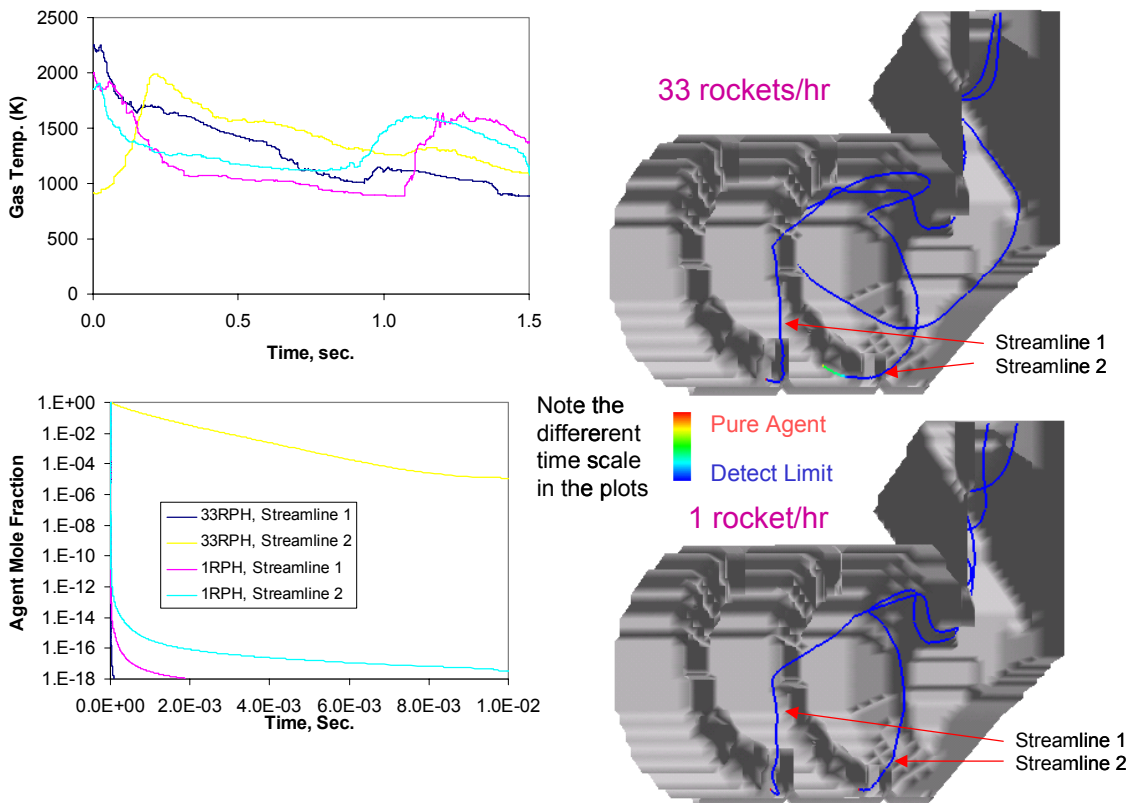 2500
2000
1500
1000
500
0
Gas Temp. (K)
0.0
0.5
1.0
1.5
Time, sec.
1.E+00
1.E-02
1.E-04
1.E-06
1.E-08
1.E-10
1.E-12
1.E-14
1.E-16
1.E-18
Agent Mole Fraction
33RPH, Streamline 1
33RPH, Streamline 2
1RPH, Streamline 1
1RPH, Streamline 2
0.0E+00
2.0E-03
4.0E-03
6.0E-03
8.0E-03
1.0E-02
Time, Sec.
33 rockets/hr
Streamline 1
Streamline 2
Note the
different
time scale
in the plots
Pure Agent
Detect Limit
1 rocket/hr
Streamline 1
Streamline 2